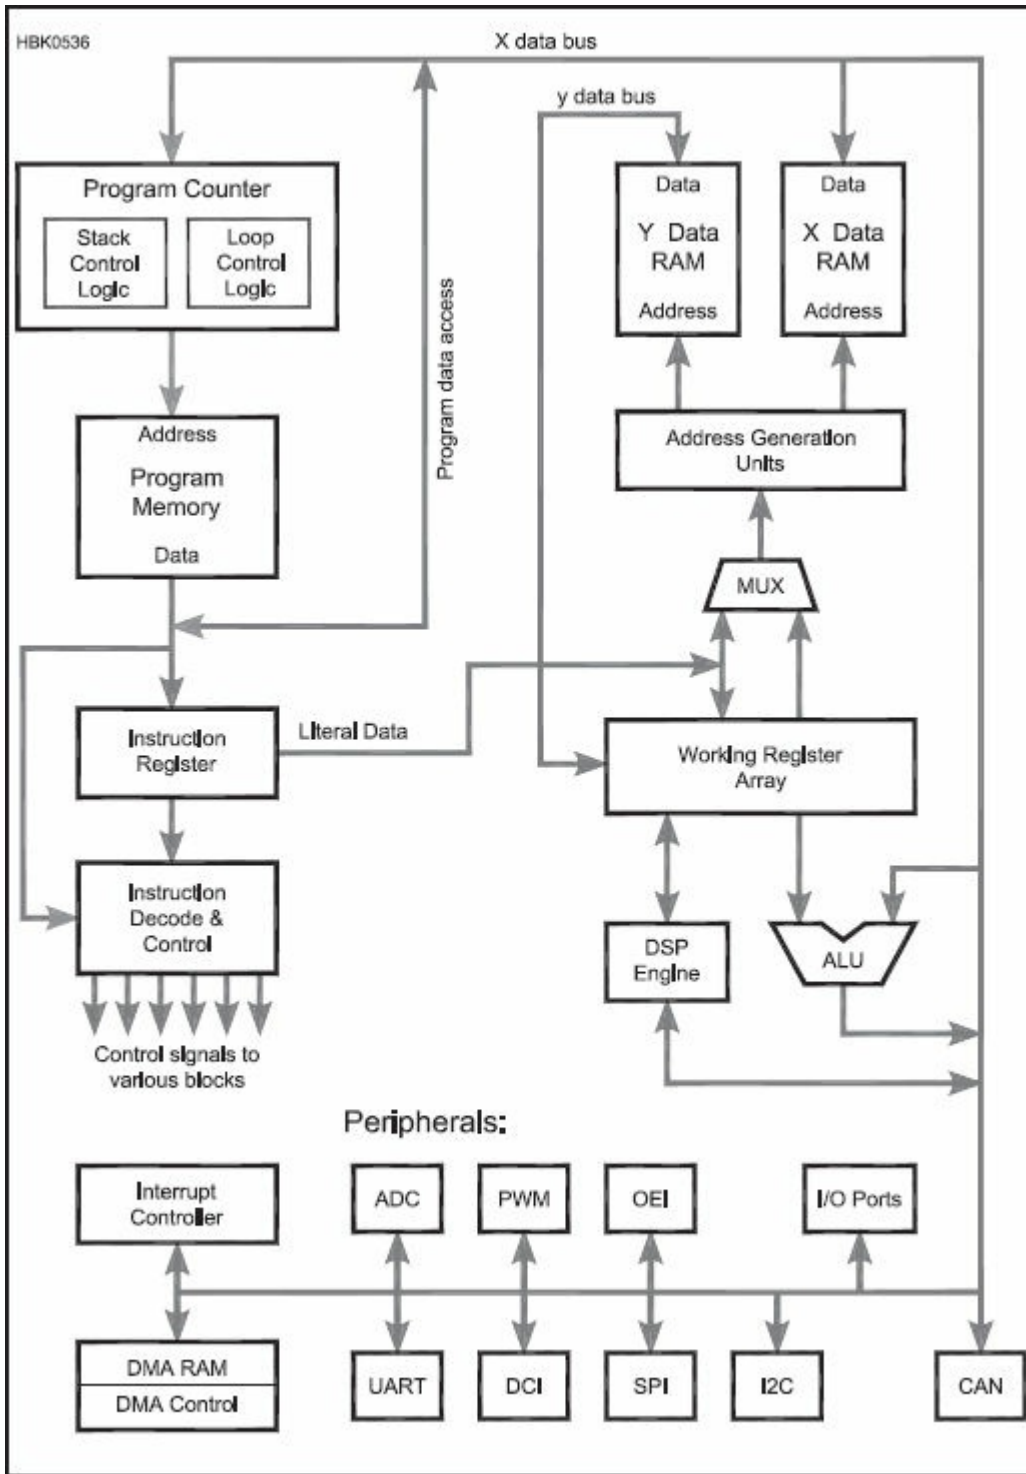 HBK0536
X data bus
y data bus
Program Counter
Stack
Control
Logic
Loop
Control
Logic
Data
Y Data
RAM
Address
Data
X Data
RAM
Address
Program data access
Address
Program
Memory
Data
Address Generation
Units
MUX
Instruction
Register
Literal Data
Working Register
Array
Instruction
Decode &
Control
DSP
Engine
ALU
Control signals to
various blocks
Peripherals:
Interrupt
Controller
ADC
PWM
OEI
I/O Ports
DMA RAM
DMA Control
UART
DCI
SPI
I2C
CAN